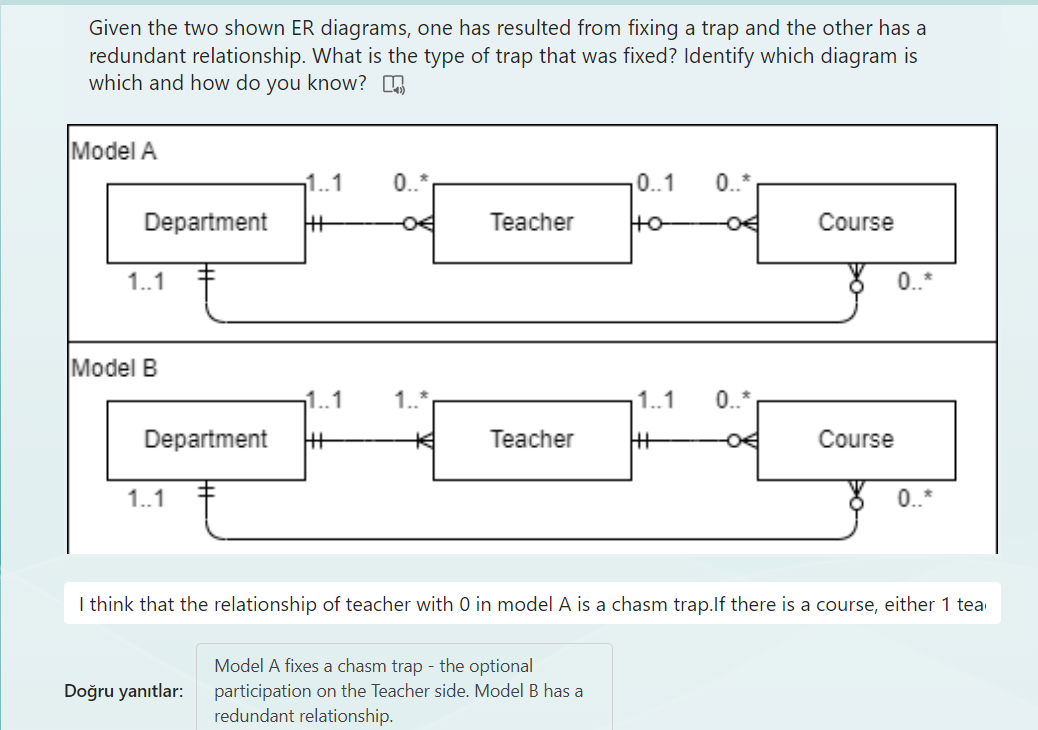 Given the two shown ER diagrams, one has resulted from fixing a trap and the other has a
redundant relationship. What is the type of trap that was fixed? Identify which diagram is
which and how do you know?
Model A
1..1 0..* 0..1 0..*
Department Teacher Course
1..1 0..*
Model B
1..1 1..* 1..1 0..*
Department Teacher Course
1..1 0..*
I think that the relationship of teacher with 0 in model A is a chasm trap.If there is a course, either 1
Doğru yanıtlar:
Model A fixes a chasm trap - the optional
participation on the Teacher side. Model B has a
redundant relationship.